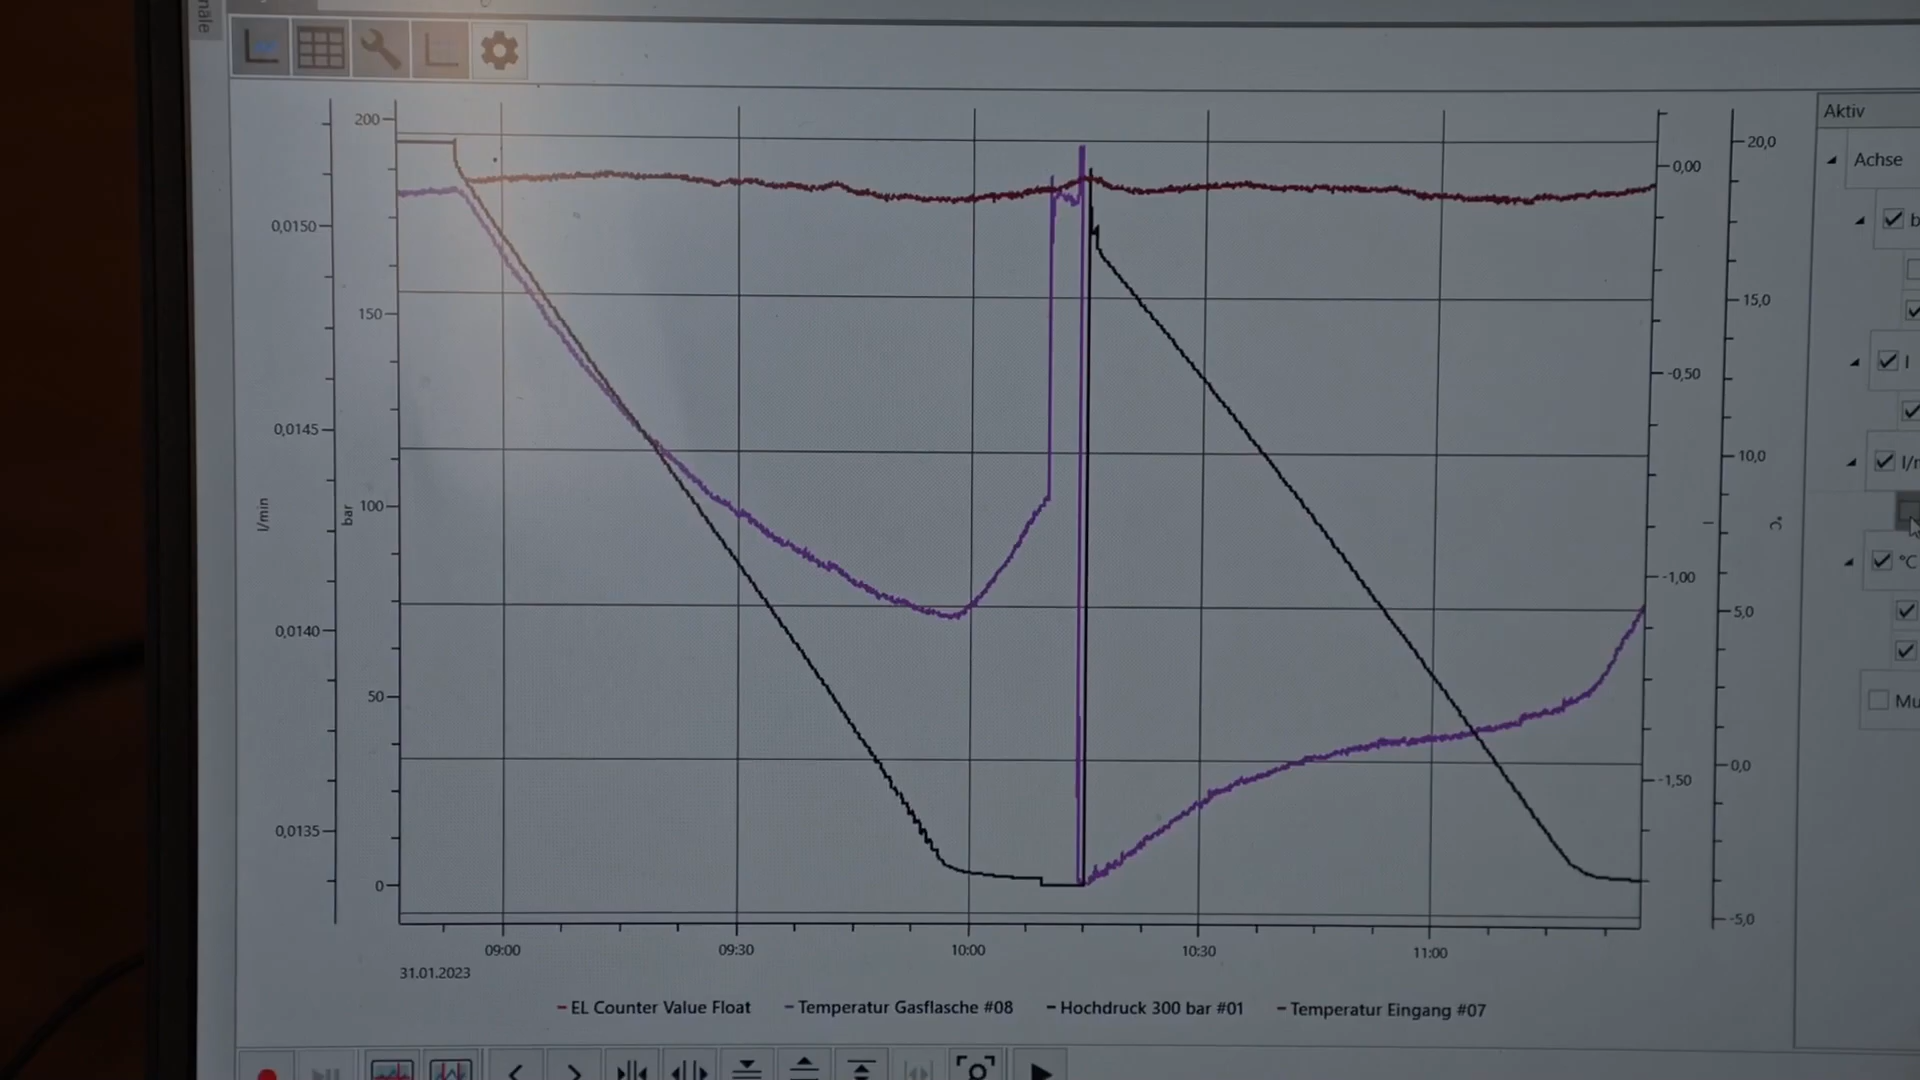 nale
Aktiv
Achse
b
l
l/m
°C
Mu
200
150
100
50
0
bar
0,0150
0,0145
0,0140
0,0135
l/min
0,00
-0,50
-1,00
-1,50
20,0
15,0
10,0
5,0
0,0
-5,0
°C
09:00 09:30 10:00 10:30 11:00
31.01.2023
EL Counter Value Float Temperatur Gasflasche #08 Hochdruck 300 bar #01 Temperatur Eingang #07